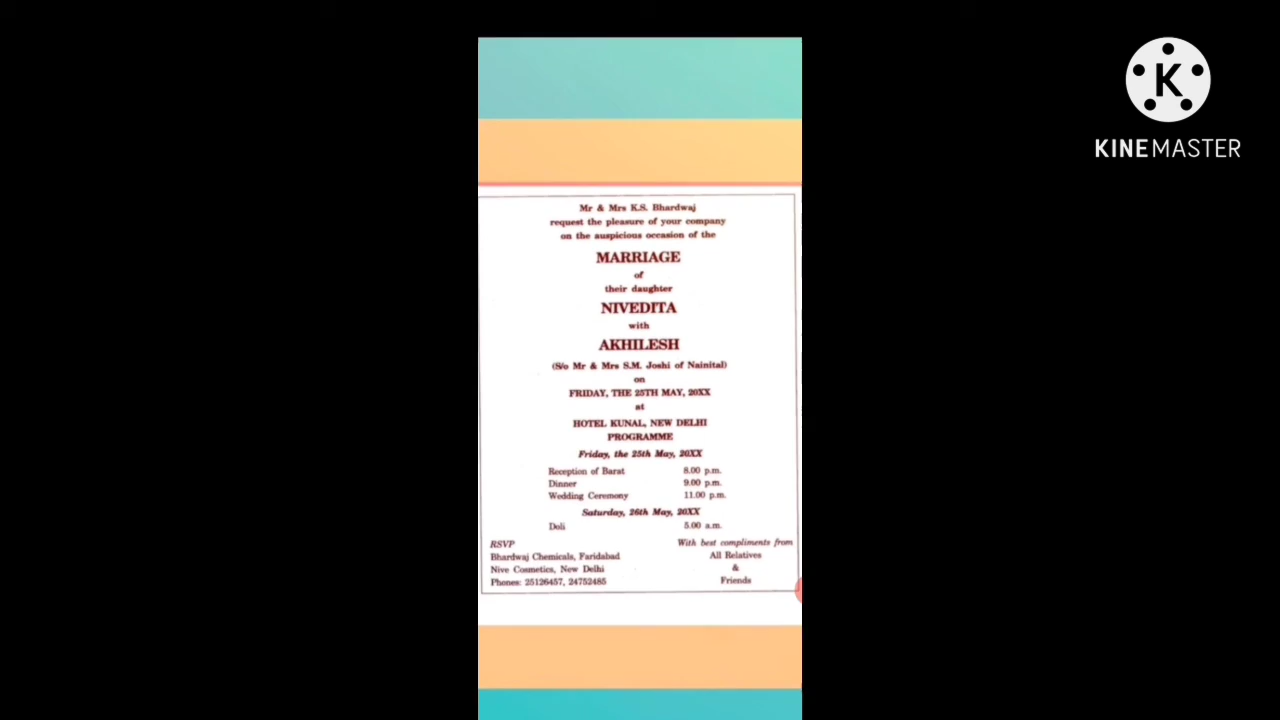 K
KINEMASTER
Mr & Mrs K.S. Bhardwaj
request the pleasure of your company
on the auspicious occasion of the
MARRIAGE
of
their daughter
NIVEDITA
with
AKHILESH
(S/o Mr & Mrs S.M. Joshi of Nainital)
on
FRIDAY, THE 25TH MAY, 20XX
at
HOTEL KUNAL, NEW DELHI
PROGRAMME
Friday, the 25th May, 20XX
Reception of Barat 8.00 p.m.
Dinner 9.00 p.m.
Wedding Ceremony 11.00 p.m.
Saturday, 26th May, 20XX
Doli 5.00 a.m.
RSVP With best compliments from
Bhardwaj Chemicals, Faridabad All Relatives
Nive Cosmetics, New Delhi &
Phones: 25126457, 24752485 Friends